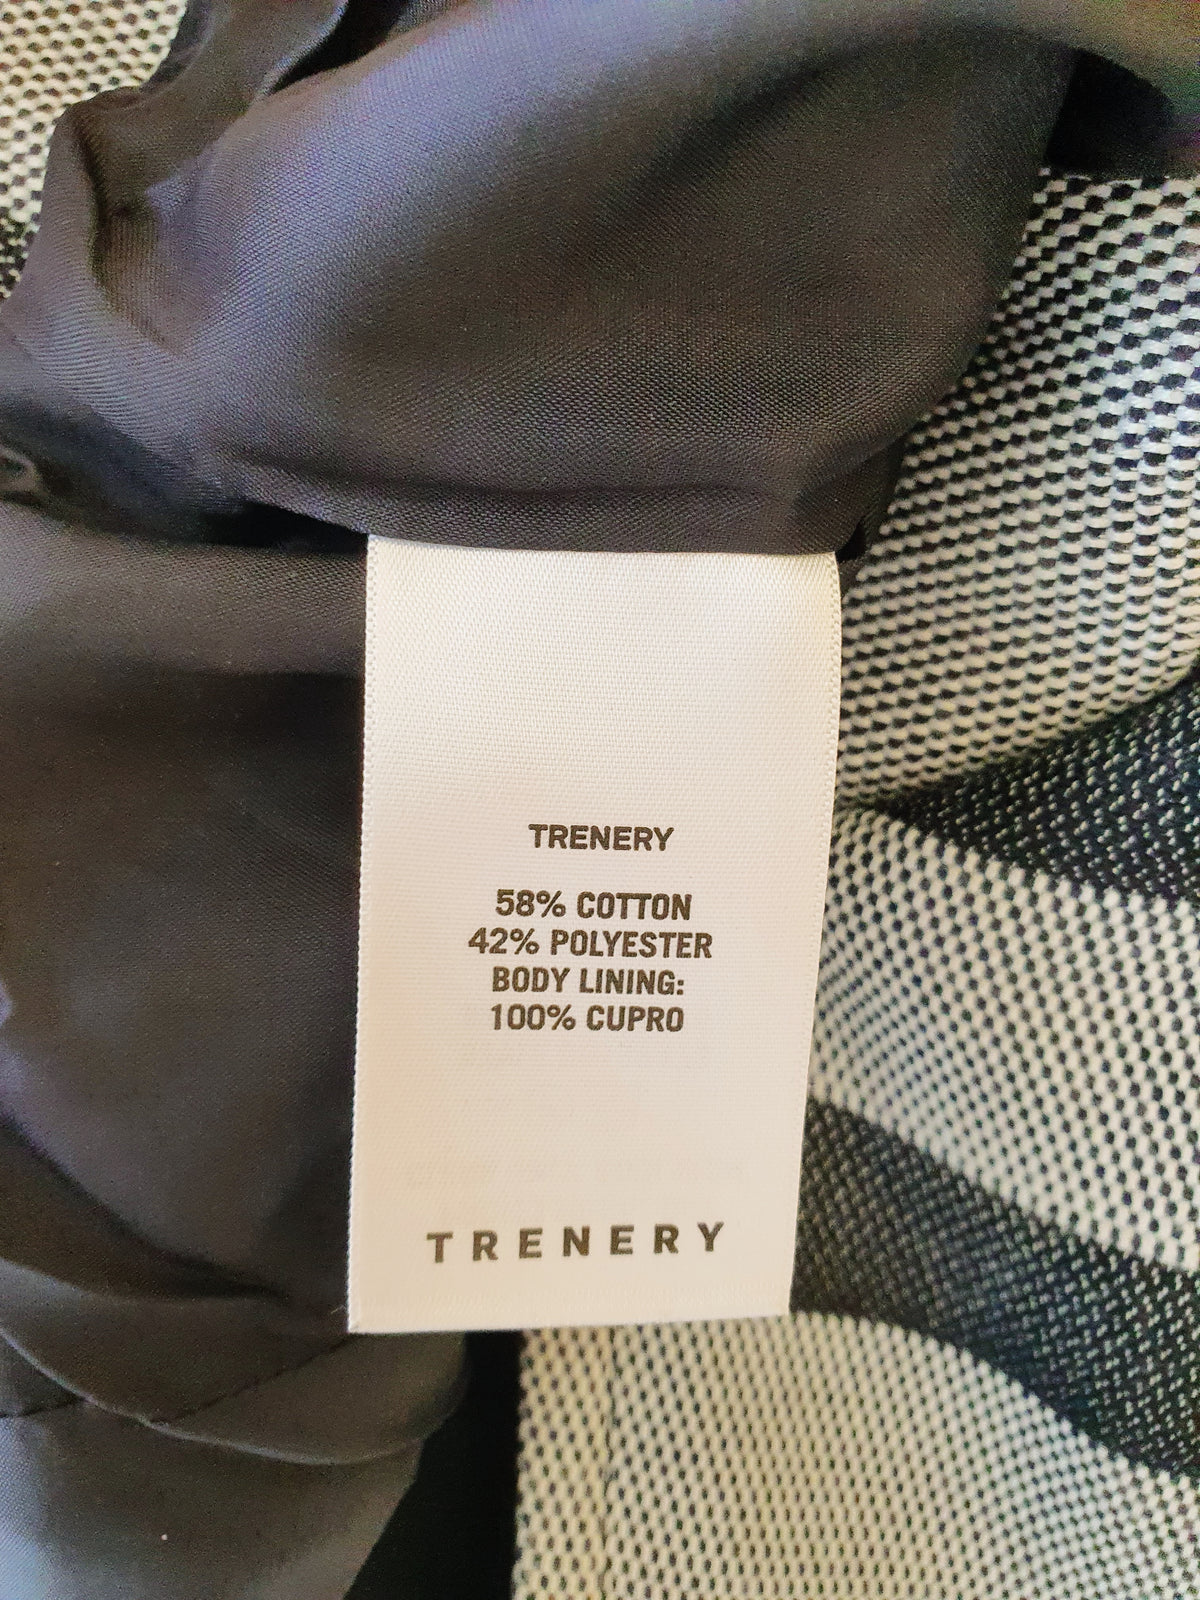 TRENERY
58% COTTON
42% POLYESTER
BODY LINING:
100% CUPRO
TRENERY